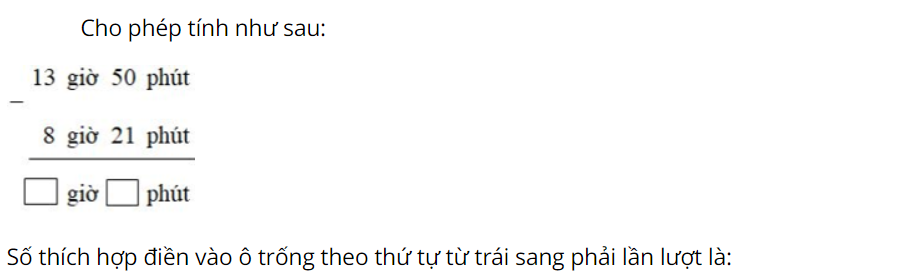 Cho phép tính như sau:
13 giờ 50 phút
–
8 giờ 21 phút
□ giờ □ phút
Số thích hợp điền vào ô trống theo thứ tự từ trái sang phải lần lượt là: